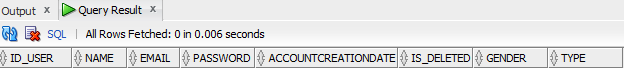 Output x Query Result x
SQL | All Rows Fetched: 0 in 0.006 seconds
ID_USER NAME EMAIL PASSWORD ACCOUNTCREATIONDATE IS_DELETED GENDER TYPE